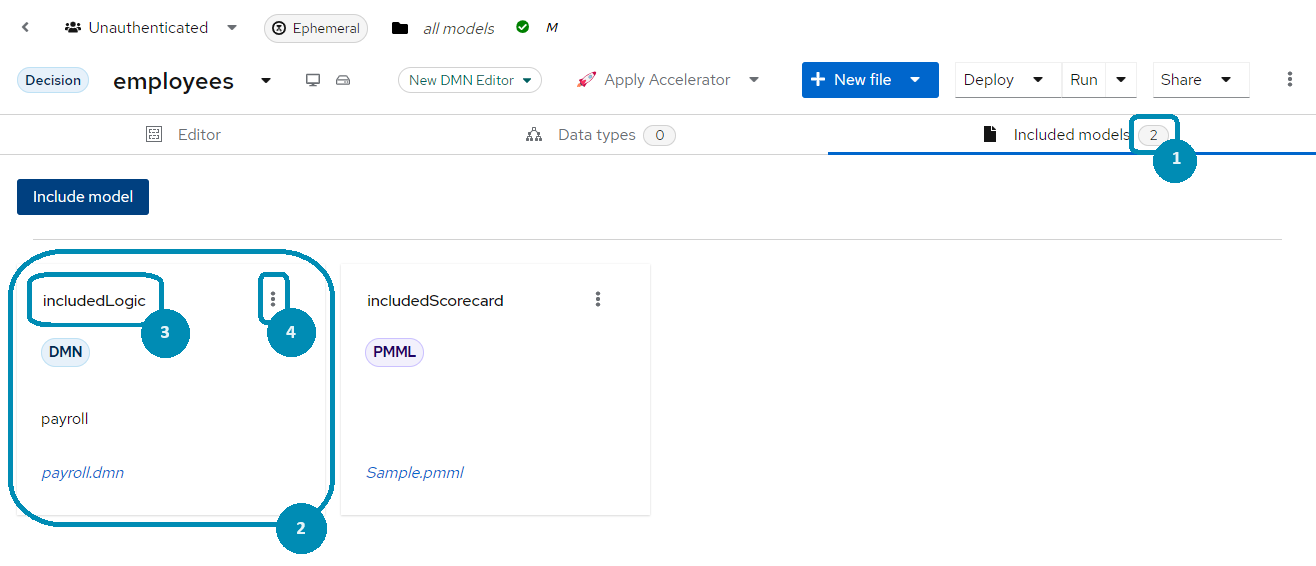 Unauthenticated Ephemeral all models M
Decision employees New DMN Editor Apply Accelerator New file Deploy Run Share
Editor Data types 0 Included models 2
1
Include model
includedLogic includedScorecard
3 4
DMN PMML
payroll
payroll.dmn Sample.pmml
2